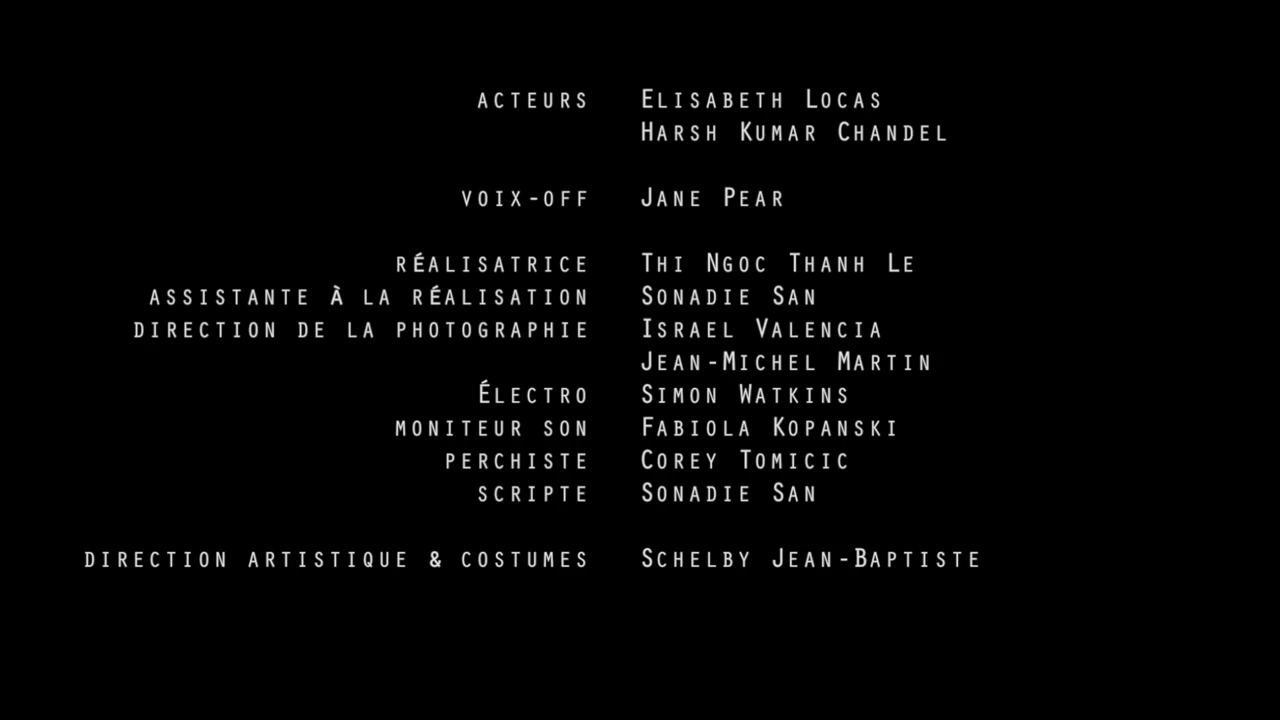 ACTEURS ELISABETH LOCAS
HARSH KUMAR CHANDEL
VOIX-OFF JANE PEAR
RÉALISATRICE THI NGOC THANH LE
ASSISTANTE À LA RÉALISATION SONADIE SAN
DIRECTION DE LA PHOTOGRAPHIE ISRAEL VALENCIA
JEAN-MICHEL MARTIN
ÉLECTRO SIMON WATKINS
MONITEUR SON FABIOLA KOPANSKI
PERCHISTE COREY TOMICIC
SCRIPTE SONADIE SAN
DIRECTION ARTISTIQUE & COSTUMES SCHELBY JEAN-BAPTISTE